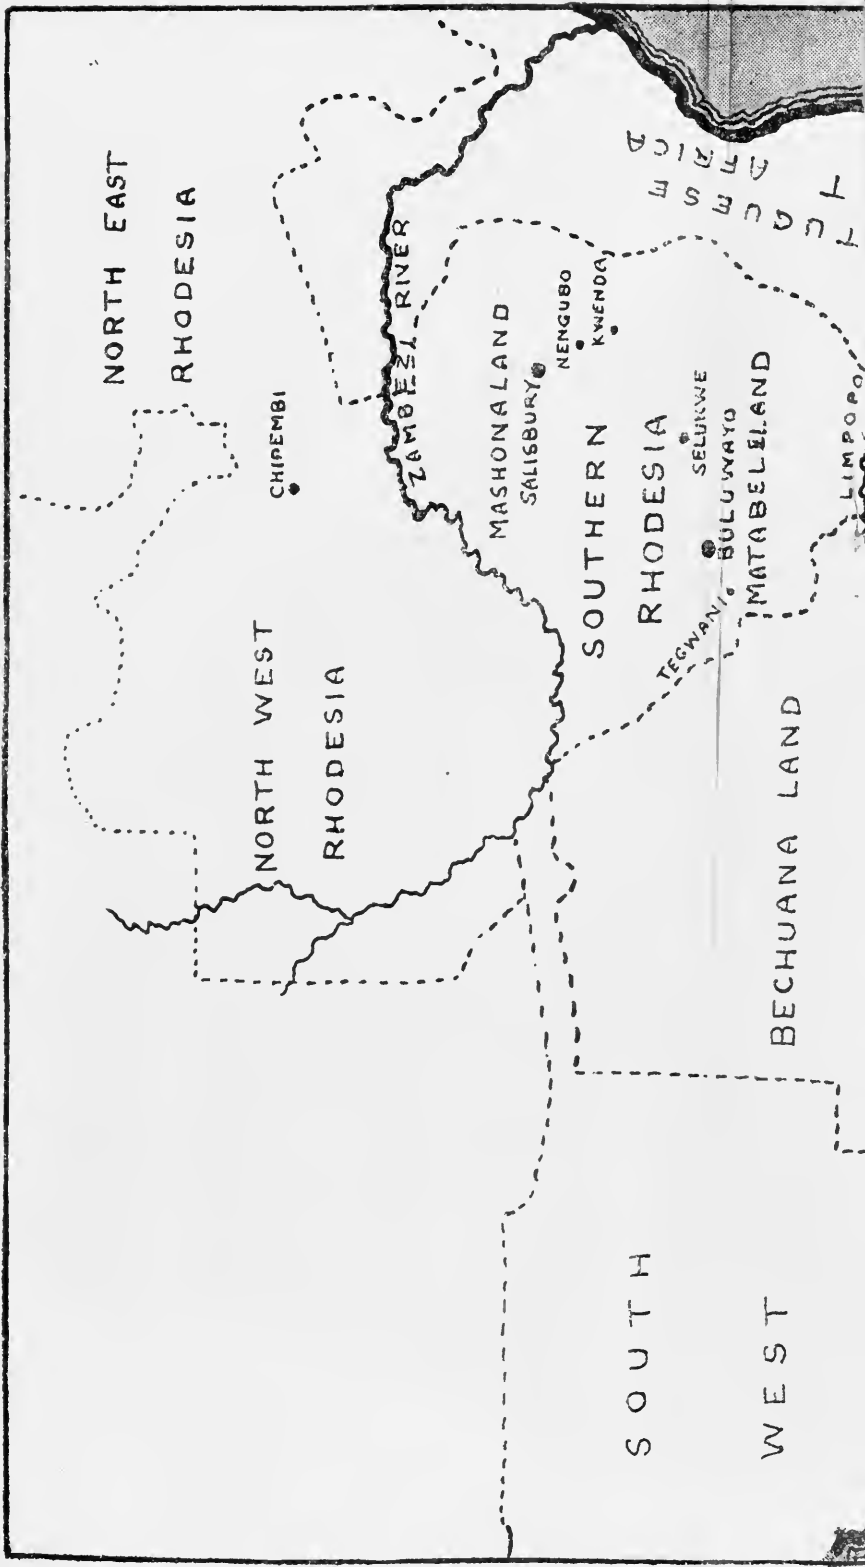 NORTH EAST
RHODESIA
CHIPEMBI
NORTH WEST
RHODESIA
ZAMBEZI RIVER
MASHONALAND
SALISBURY
NENGUBO
KWENDA
SOUTHERN
RHODESIA
SELUKWE
TEGWANI
BULUWAYO
MATABELELAND
LIMPOPO
TUGUESE
AFRICA
T
BECHUANA LAND
SOUTH
WEST